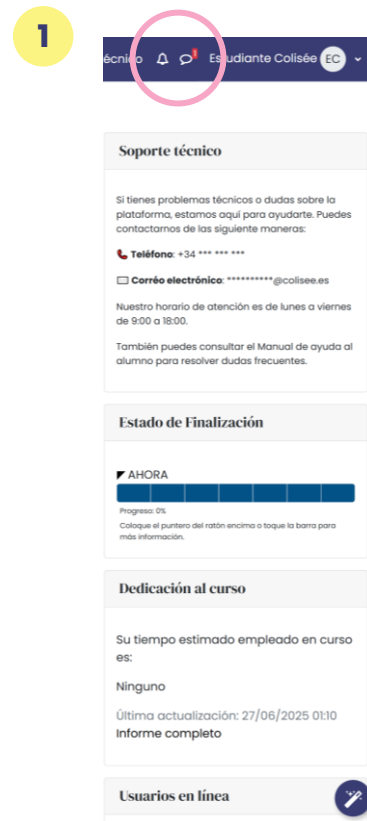 1
écnico 1 Estudiante Colisée EC
Soporte técnico
Si tienes problemas técnicos o dudas sobre la
plataforma, estamos aquí para ayudarte. Puedes
contactarnos de las siguiente maneras:
Teléfono: +34 *** *** ***
Corréo electrónico: **********@colisee.es
Nuestro horario de atención es de lunes a viernes
de 9:00 a 18:00.
También puedes consultar el Manual de ayuda al
alumno para resolver dudas frecuentes.
Estado de Finalización
AHORA
Progreso: 0%
Coloque el puntero del ratón encima o toque la barra para
más información.
Dedicación al curso
Su tiempo estimado empleado en curso
es:
Ninguno
Última actualización: 27/06/2025 01:10
Informe completo
Usuarios en línea